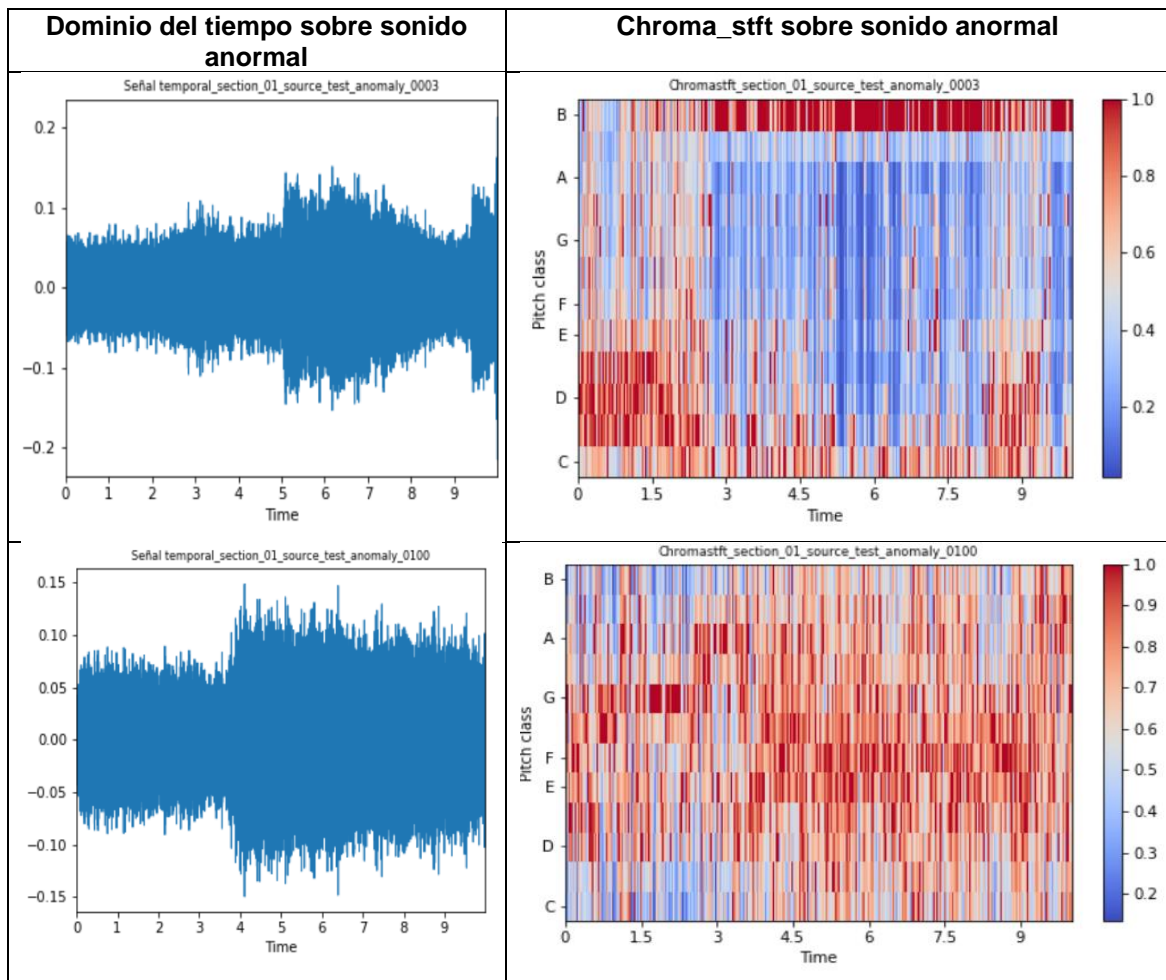 Dominio del tiempo sobre sonido
anormal
Chroma_stft sobre sonido anormal
Señal temporal_section_01_source_test_anomaly_0003
0.2
0.1
0.0
−0.1
−0.2
0 1 2 3 4 5 6 7 8 9
Time
Chromastft_section_01_source_test_anomaly_0003
B
A
G
F
E
D
C
Pitch class
0 1.5 3 4.5 6 7.5 9
Time
1.0
0.8
0.6
0.4
0.2
Señal temporal_section_01_source_test_anomaly_0100
0.15
0.10
0.05
0.00
−0.05
−0.10
−0.15
0 1 2 3 4 5 6 7 8 9
Time
Chromastft_section_01_source_test_anomaly_0100
B
A
G
F
E
D
C
Pitch class
0 1.5 3 4.5 6 7.5 9
Time
1.0
0.9
0.8
0.7
0.6
0.5
0.4
0.3
0.2